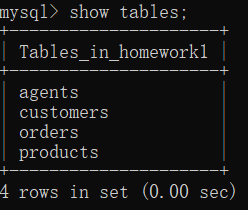 mysql> show tables;
+---------------------+
| Tables_in_homework1 |
+---------------------+
| agents              |
| customers           |
| orders              |
| products            |
+---------------------+
4 rows in set (0.00 sec)